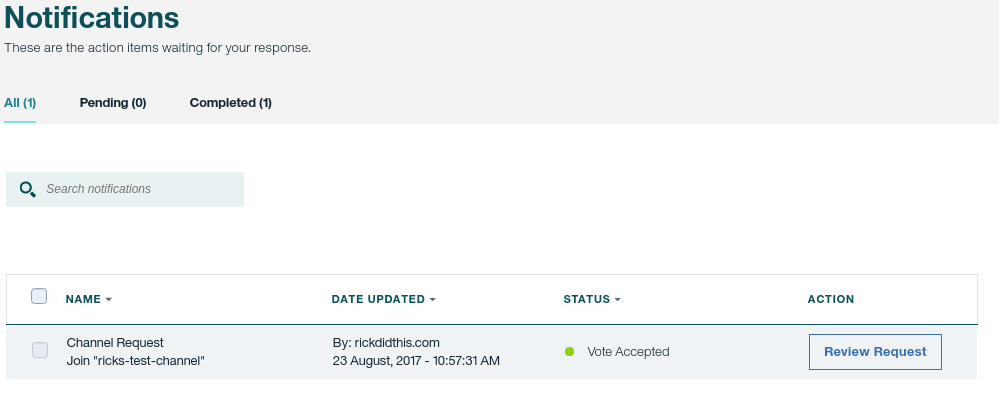 Notifications
These are the action items waiting for your response.
All (1) Pending (0) Completed (1)
Search notifications
NAME DATE UPDATED STATUS ACTION
Channel Request By: rickdidthis.com
Join "ricks-test-channel" 23 August, 2017 - 10:57:31 AM
Vote Accepted
Review Request